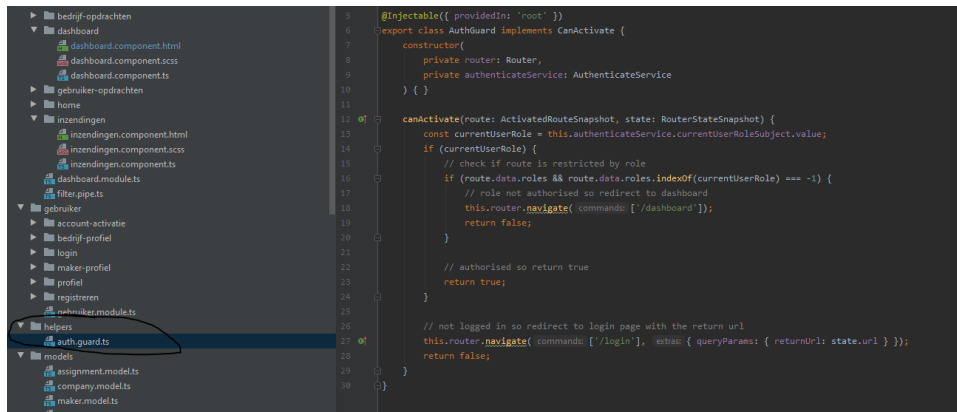 bedrijf-opdrachten
dashboard
dashboard.component.html
dashboard.component.scss
dashboard.component.ts
gebruiker-opdrachten
home
inzendingen
inzendingen.component.html
inzendingen.component.scss
inzendingen.component.ts
dashboard.module.ts
filter.pipe.ts
gebruiker
account-activatie
bedrijf-profiel
login
maker-profiel
profiel
registreren
gebruiker.module.ts
helpers
auth.guard.ts
models
assignment.model.ts
company.model.ts
maker.model.ts
5 @Injectable({ providedIn: 'root' })
6 export class AuthGuard implements CanActivate {
7 constructor(
8 private router: Router,
9 private authenticateService: AuthenticateService
10 ) { }
11
12 canActivate(route: ActivatedRouteSnapshot, state: RouterStateSnapshot) {
13 const currentUserRole = this.authenticateService.currentUserRoleSubject.value;
14 if (currentUserRole) {
15 // check if route is restricted by role
16 if (route.data.roles && route.data.roles.indexOf(currentUserRole) === -1) {
17 // role not authorised so redirect to dashboard
18 this.router.navigate( commands: ['/dashboard']);
19 return false;
20 }
21
22 // authorised so return true
23 return true;
24 }
25
26 // not logged in so redirect to login page with the return url
27 this.router.navigate( commands: ['/login'], extras: { queryParams: { returnUrl: state.url } });
28 return false;
29 }
30 }